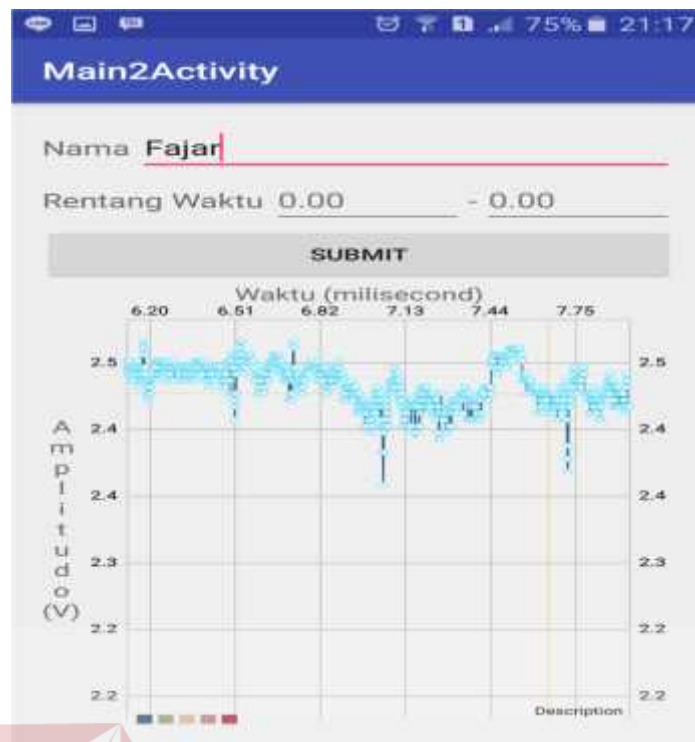 75% 21:17
Main2Activity
Nama Fajar
Rentang Waktu 0.00 - 0.00
SUBMIT
Waktu (milisecond)
6.20 6.51 6.82 7.13 7.44 7.75
Amplitudo (V)
2.5 2.5
2.4 2.4
2.4 2.4
2.3 2.3
2.2 2.2
2.2 2.2
Description